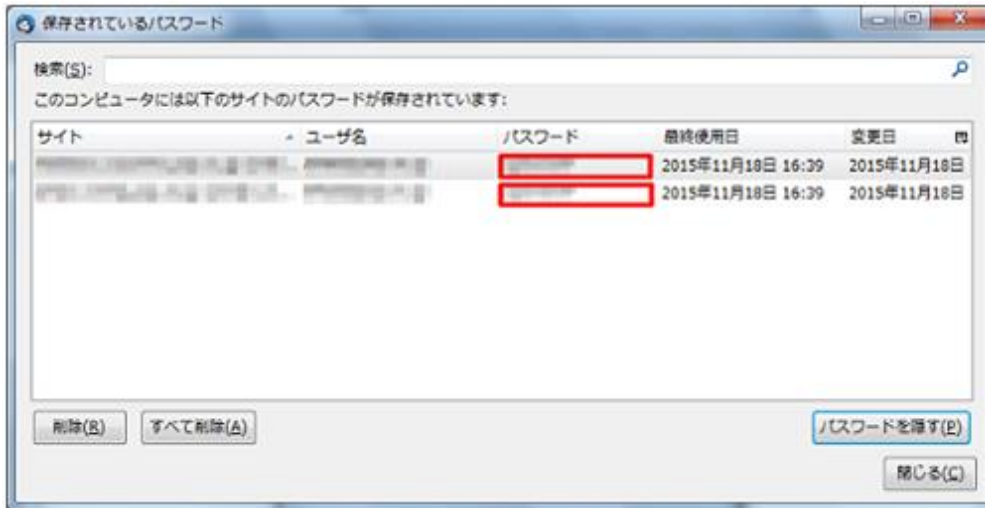 保存されているパスワード
検索(S):
このコンピュータには以下のサイトのパスワードが保存されています:
サイト ユーザ名 パスワード 最終使用日 変更日
2015年11月18日 16:39 2015年11月18日
2015年11月18日 16:39 2015年11月18日
削除(R) すべて削除(A) パスワードを隠す(P)
閉じる(C)